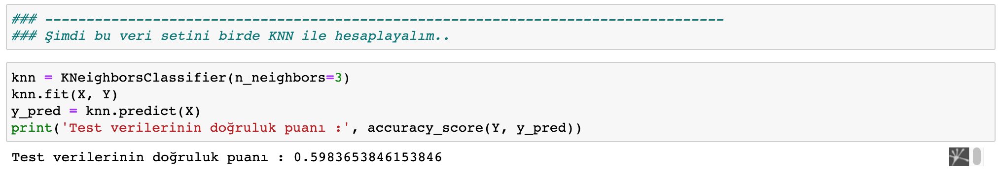 ### -----------------------------------------------------------------------------------
### Şimdi bu veri setini birde KNN ile hesaplayalım..
knn = KNeighborsClassifier(n_neighbors=3)
knn.fit(X, Y)
y_pred = knn.predict(X)
print('Test verilerinin doğruluk puanı :', accuracy_score(Y, y_pred))
Test verilerinin doğruluk puanı : 0.5983653846153846